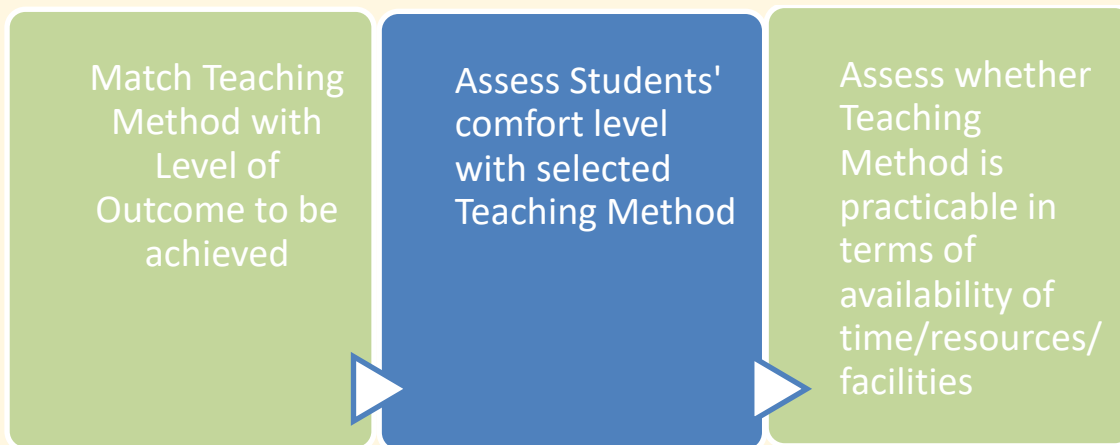 Match Teaching
Method with
Level of
Outcome to be
achieved
Assess Students'
comfort level
with selected
Teaching Method
Assess whether
Teaching
Method is
practicable in
terms of
availability of
time/resources/
facilities